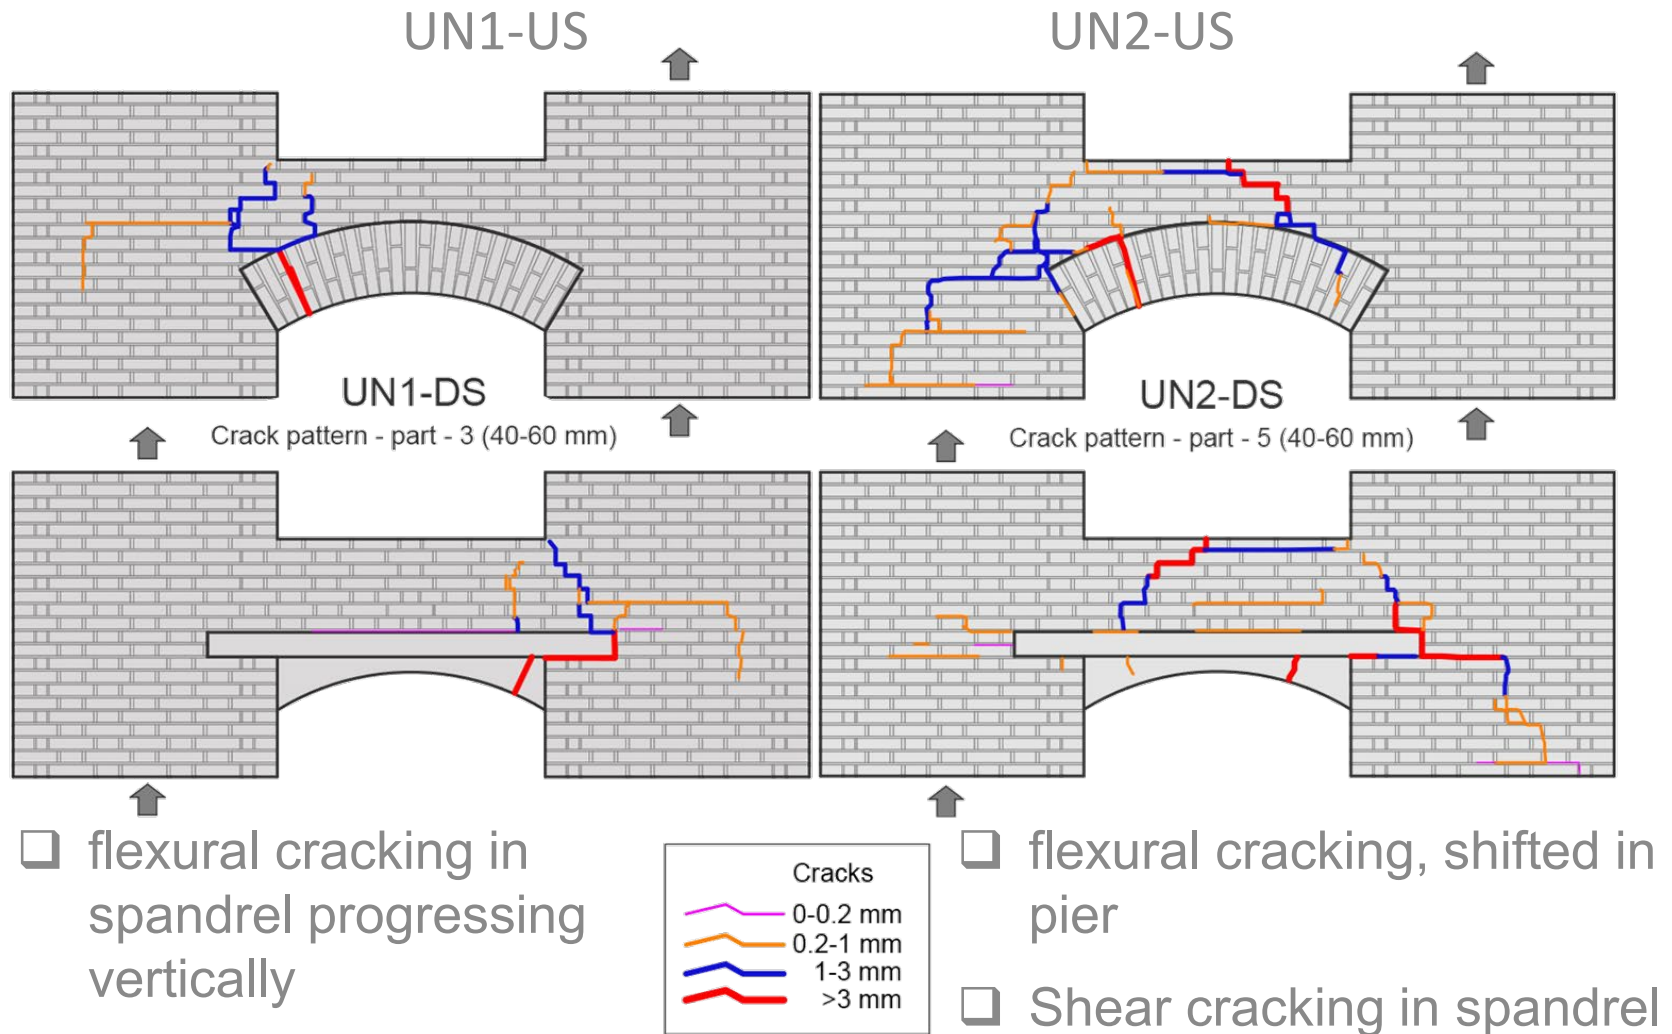 UN1-US
UN2-US
UN1-DS
UN2-DS
Crack pattern - part - 3 (40-60 mm)
Crack pattern - part - 5 (40-60 mm)
❑ flexural cracking in
spandrel progressing
vertically
Cracks
0-0.2 mm
0.2-1 mm
1-3 mm
>3 mm
❑ flexural cracking, shifted in
pier
❑ Shear cracking in spandrel